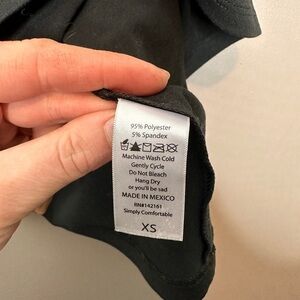 95% Polyester
5% Spandex
Machine Wash Cold
Gently Cycle
Do Not Bleach
Hang Dry
or you'll be sad
MADE IN MEXICO
RN#142161
Simply Comfortable
XS